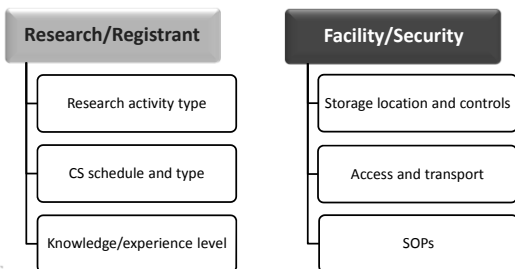 Research/Registrant
Research activity type
CS schedule and type
Knowledge/experience level
Facility/Security
Storage location and controls
Access and transport
SOPs